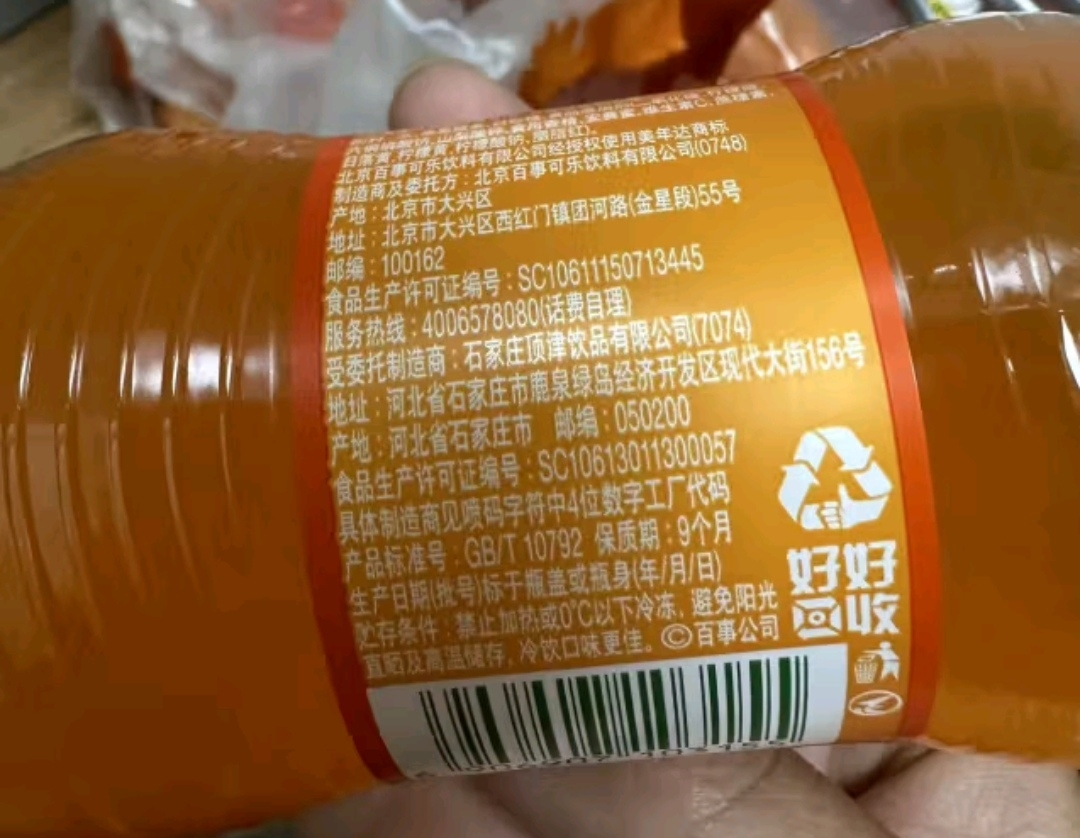 日落黄,柠檬黄,柠檬酸钠,胭脂红)。
北京百事可乐饮料有限公司经授权使用美年达商标
制造商及委托方：北京百事可乐饮料有限公司(0748)
产地：北京市大兴区
地址：北京市大兴区西红门镇团河路(金星段)55号
邮编：100162
食品生产许可证编号：SC10611150713445
服务热线：4006578080(话费自理)
受委托制造商：石家庄顶津饮品有限公司(7074)
地址：河北省石家庄市鹿泉绿岛经济开发区现代大街156号
产地：河北省石家庄市 邮编：050200
食品生产许可证编号：SC10613011300057
具体制造商见喷码字符中4位数字工厂代码
产品标准号：GB/T 10792 保质期：9个月
生产日期(批号)标于瓶盖或瓶身(年/月/日)
贮存条件：禁止加热或0℃以下冷冻，避免阳光
直晒及高温储存，冷饮口味更佳。©百事公司
好好
回收